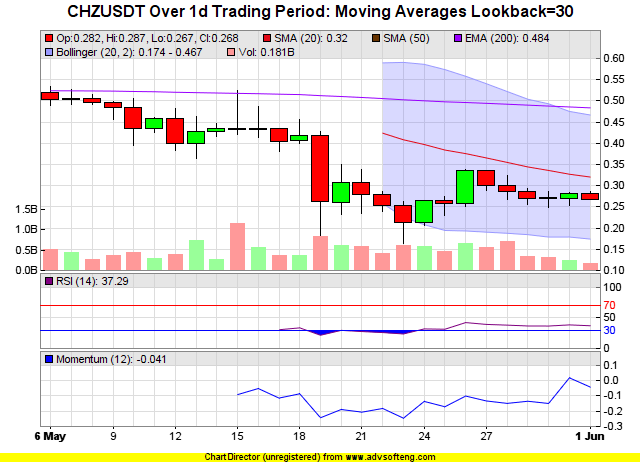 CHZUSDT Over 1d Trading Period: Moving Averages Lookback=30
Op:0.282, Hi:0.287, Lo:0.267, Cl:0.268 SMA (20): 0.32 SMA (50) EMA (200): 0.484
Bollinger (20, 2): 0.174 - 0.467 Vol: 0.181B
0.60
0.55
0.50
0.45
0.40
0.35
0.30
0.25
0.20
0.15
0.10
1.5B
1.0B
0.5B
0.0B
RSI (14): 37.29
100
70
50
30
0
Momentum (12): -0.041
0.1
0.0
-0.1
-0.2
-0.3
6 May 9 12 15 18 21 24 27 1 Jun
ChartDirector (unregistered) from www.advsofteng.com